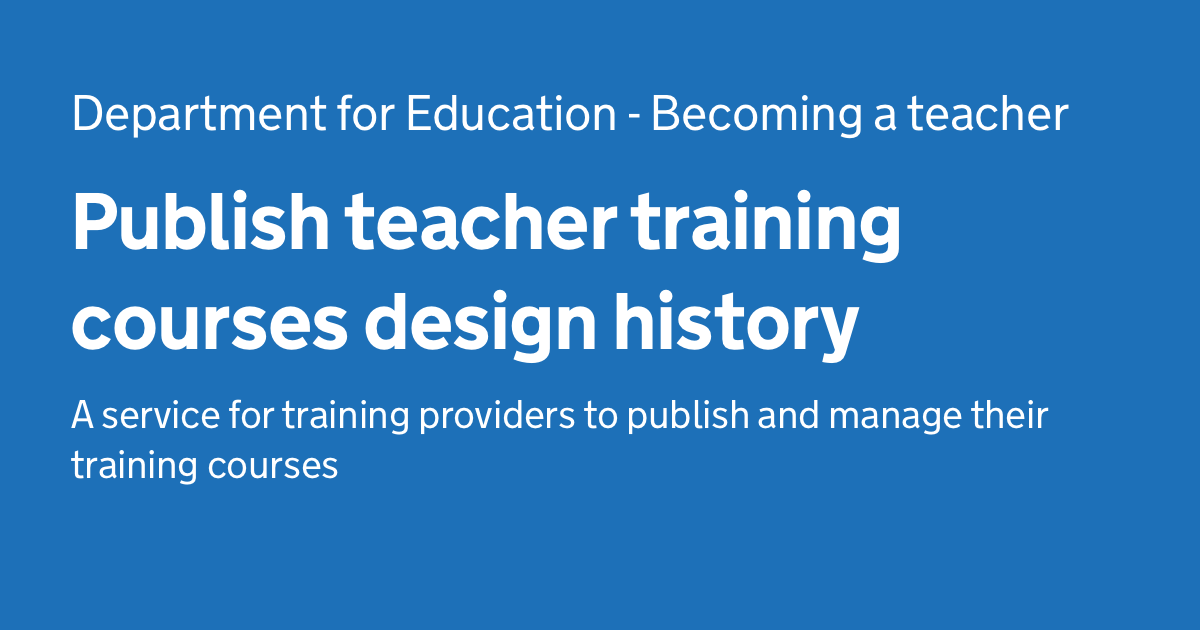 Department for Education - Becoming a teacher
Publish teacher training
courses design history
A service for training providers to publish and manage their
training courses